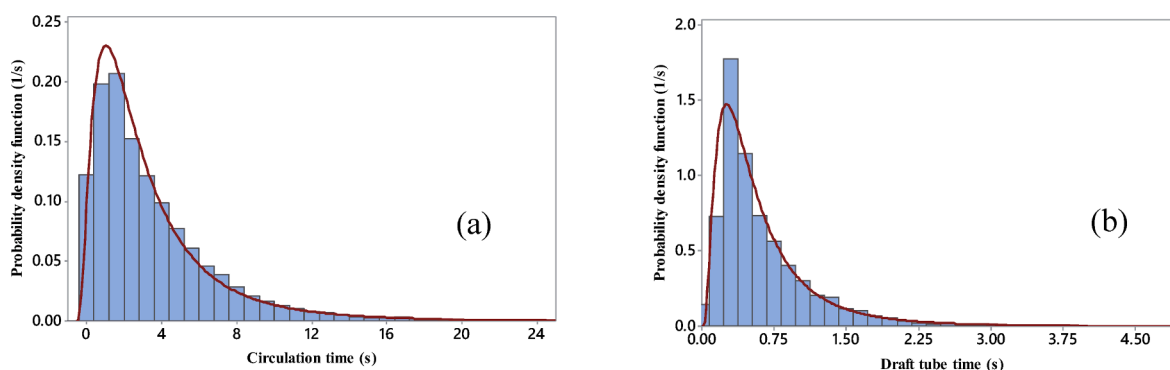 Probability density function (1/s)
0.25
0.20
0.15
0.10
0.05
0.00
0 4 8 12 16 20 24
Circulation time (s)
(a)
Probability density function (1/s)
2.0
1.5
1.0
0.5
0.0
0.00 0.75 1.50 2.25 3.00 3.75 4.50
Draft tube time (s)
(b)